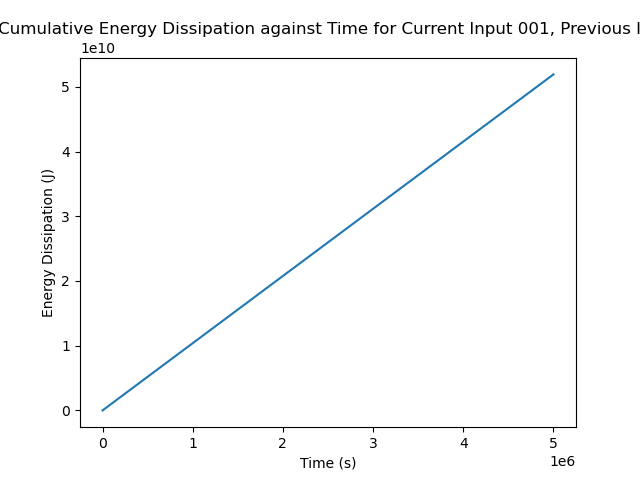 Cumulative Energy Dissipation against Time for Current Input 001, Previous
1e10
5
4
3
2
1
0
Energy Dissipation (J)
0 1 2 3 4 5
1e6
Time (s)